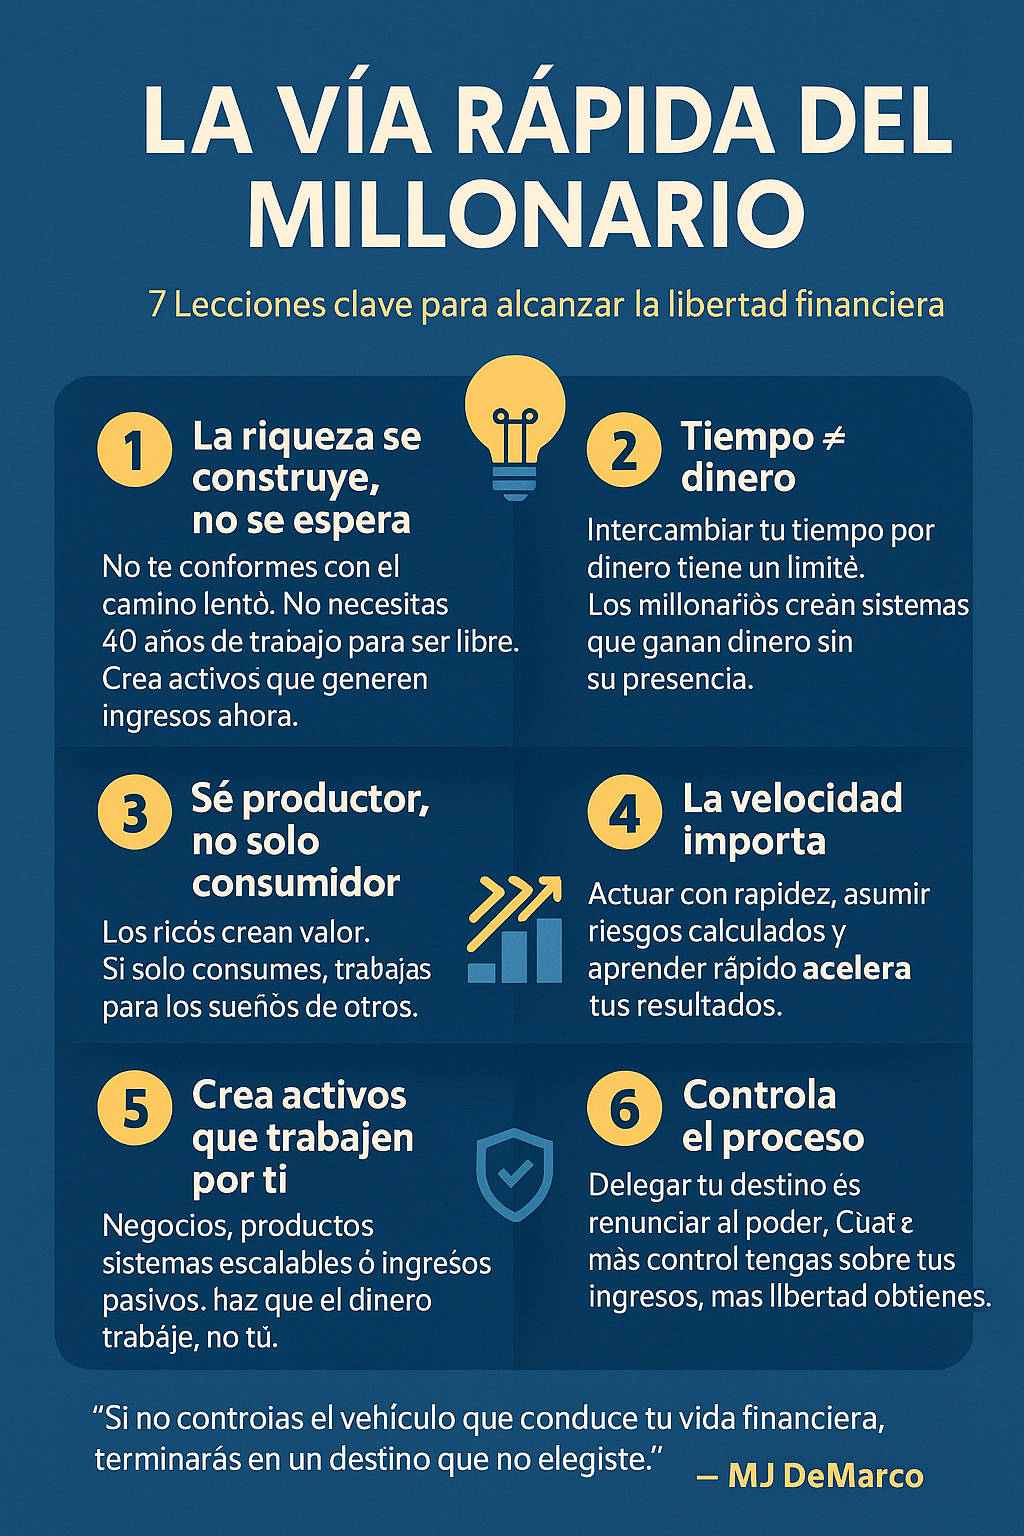 LA VÍA RÁPIDA DEL
MILLONARIO
7 Lecciones clave para alcanzar la libertad financiera
1
La riqueza se
construye,
no se espera
No te conformes con el
camino lentò. No necesitas
40 años de trabajo para ser libre.
Crea activos que generen
ingresos ahora.
2
Tiempo ≠
dinero
Intercambiar tu tiempo por
dinero tiene un limitè.
Los millonariòs creàn sistemas
que ganan dinero sin
su presencia.
3
Sé productor,
no solo
consumidor
Los ricòs crean valor.
Si solo consumes, trabajas
para los sueñòs de otros.
4
La velocidad
importa
Actuar con rapidez, asumir
riesgos calculados y
aprender rápido acelera
tus resultados.
5
Crea activos
que trabajen
por ti
Negocios, productos
sistemas escalables ó ingresos
pasivos. haz que el dinero
trabáje, no tŭ.
6
Controla
el proceso
Delegar tu destino és
renunciar al poder,
màs control tengas sobre tus
ingresos, mas llbertad obtienes.
“Si no controias el vehículo que conduce tu vida financiera,
terminarás en un destino que no elegiste.”
– MJ DeMarco